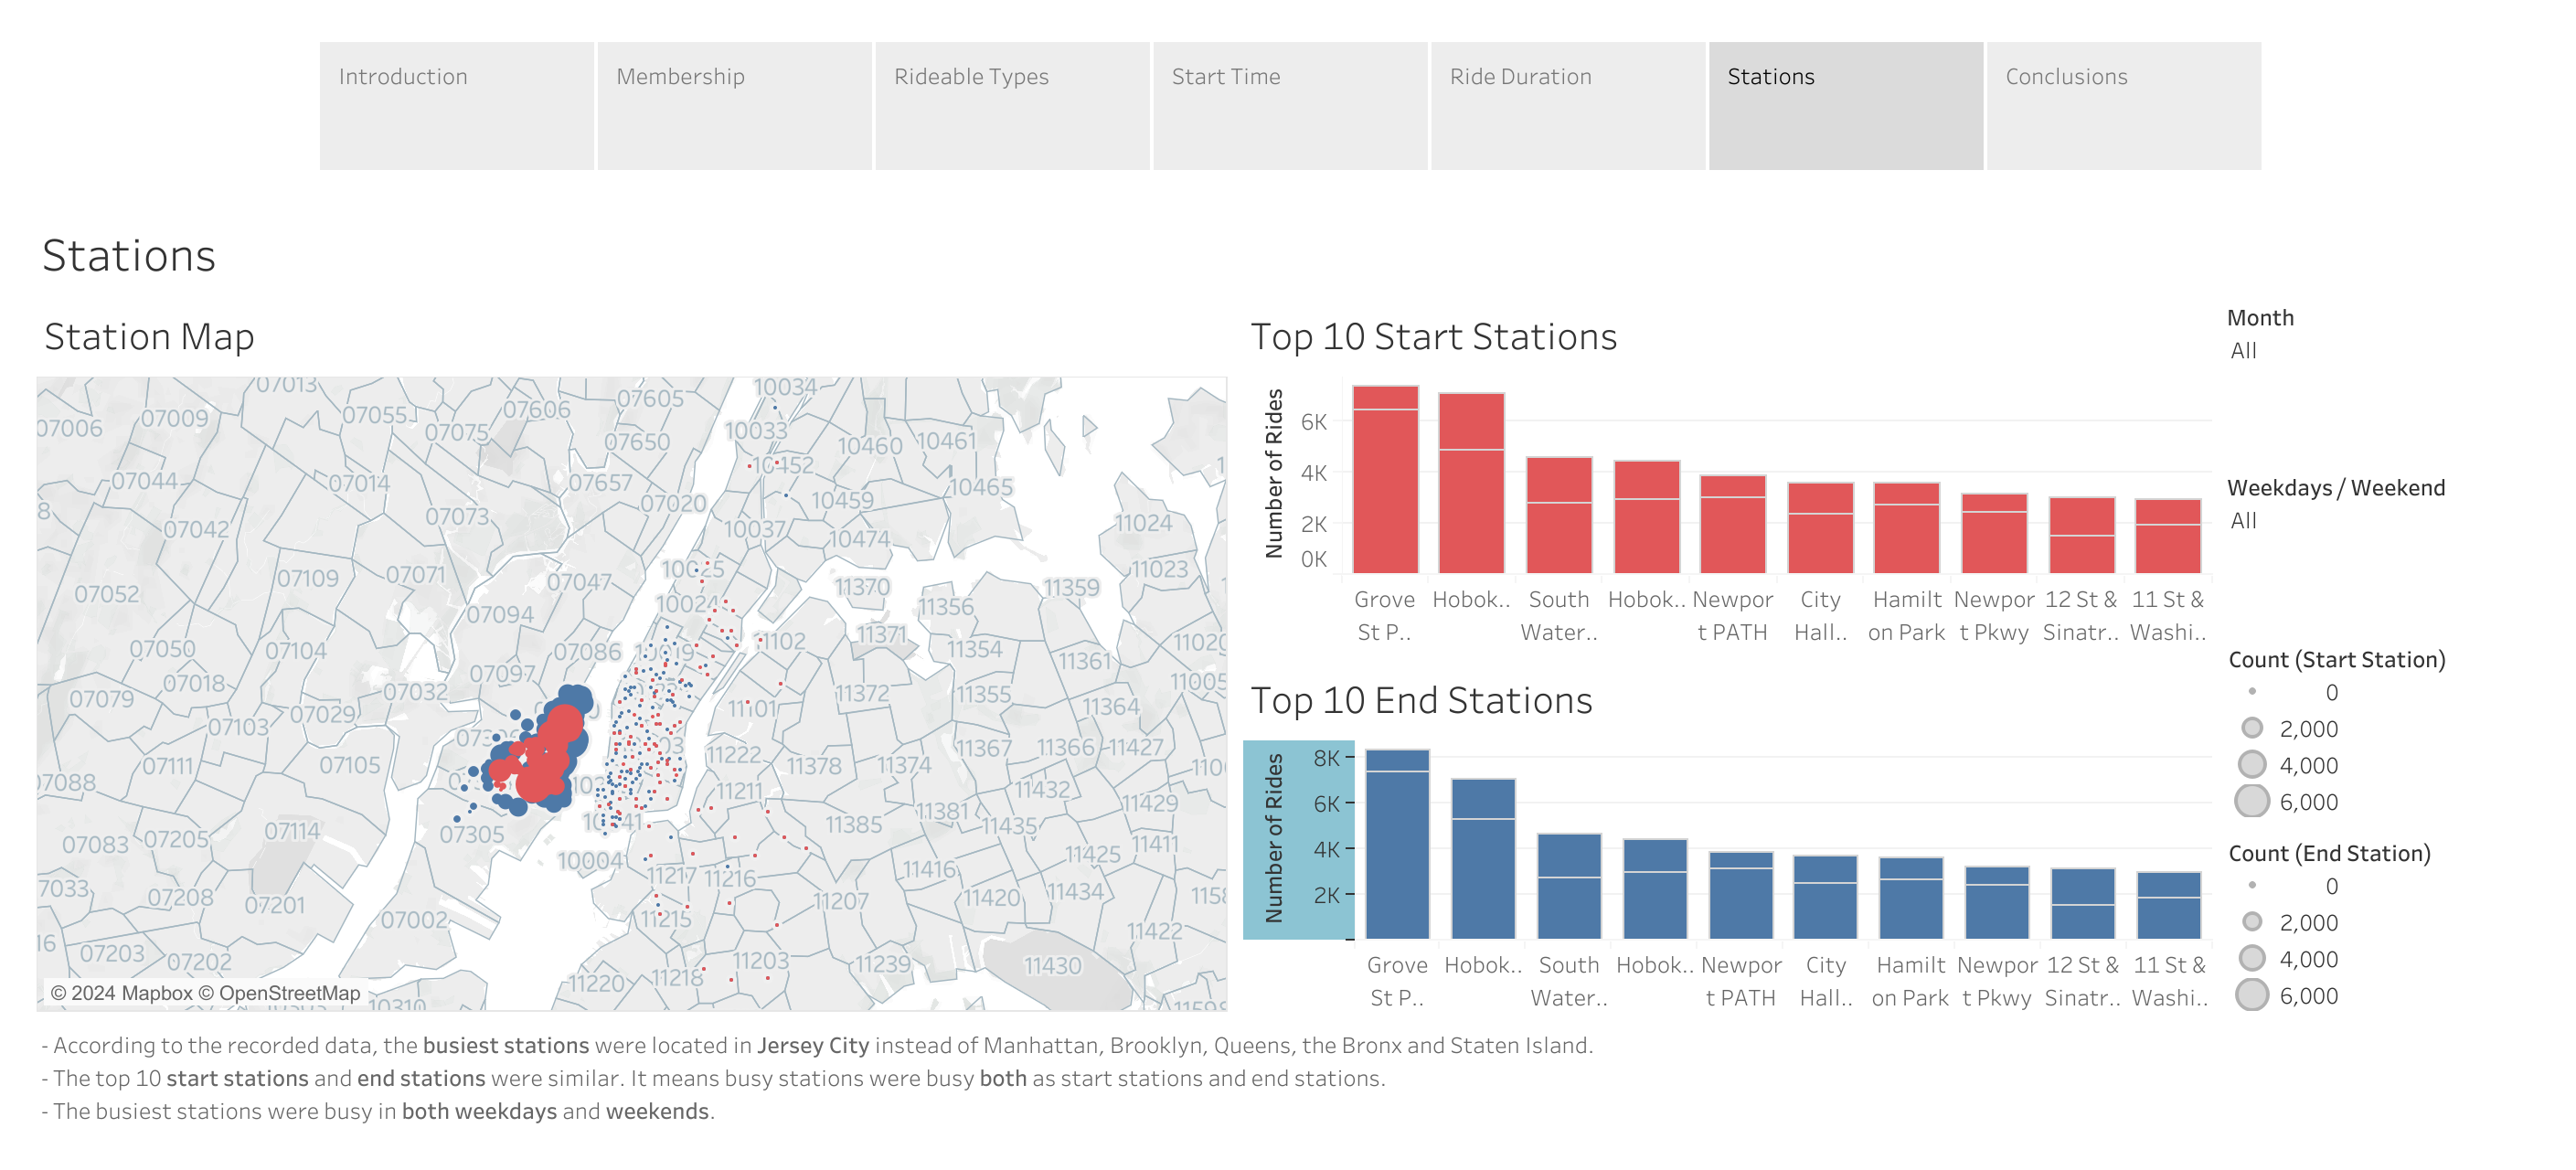 Introduction
Membership
Rideable Types
Start Time
Ride Duration
Stations
Conclusions
Stations
Station Map
07013
07605
10034
07006
07009
07055
07606
07075
07650
10033
10460
10461
10452
07044
07014
07657
07020
10459
10465
07042
07073
10037
10474
11024
07052
07109
07071
07047
10025
11370
11359
11023
07094
10024
11356
07050
07104
07086
11102
11371
11354
11361
07079
07018
07097
07032
11372
11355
11005
07103
07029
11101
11364
07111
07105
11222
11378
11374
11367
11366
11427
07088
11211
11432
11429
07083
07205
07114
07305
11385
11381
11435
11411
10004
11217
11216
11416
11425
07033
07208
07201
07002
11215
11207
11420
11434
07203
07202
11220
11218
11203
11239
11430
11422
© 2024 Mapbox © OpenStreetMap
10310
Top 10 Start Stations
Number of Rides
6K
4K
2K
0K
Grove St P..
Hobok..
South Water..
Hobok..
Newport PATH
City Hall..
Hamilton Park
Newport Pkwy
12 St & Sinatr..
11 St & Washi..
Top 10 End Stations
Number of Rides
8K
6K
4K
2K
Grove St P..
Hobok..
South Water..
Hobok..
Newport PATH
City Hall..
Hamilton Park
Newport Pkwy
12 St & Sinatr..
11 St & Washi..
Month
All
Weekdays / Weekend
All
Count (Start Station)
0
2,000
4,000
6,000
Count (End Station)
0
2,000
4,000
6,000
- According to the recorded data, the busiest stations were located in Jersey City instead of Manhattan, Brooklyn, Queens, the Bronx and Staten Island.
- The top 10 start stations and end stations were similar. It means busy stations were busy both as start stations and end stations.
- The busiest stations were busy in both weekdays and weekends.